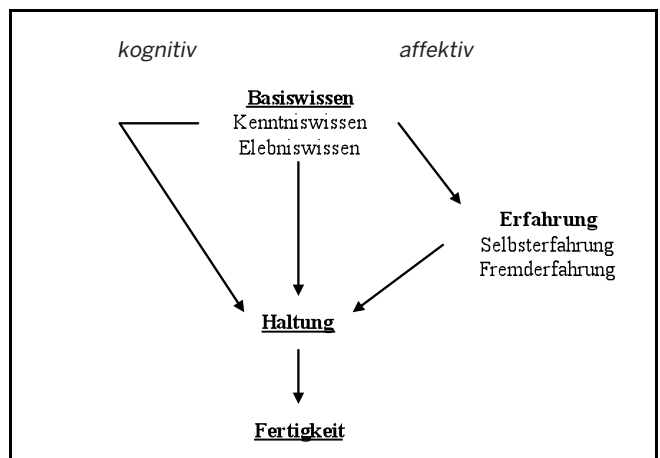 kognitiv affektiv
Basiswissen
Kenntniswissen
Elebniswissen
Erfahrung
Selbsterfahrung
Fremderfahrung
Haltung
Fertigkeit